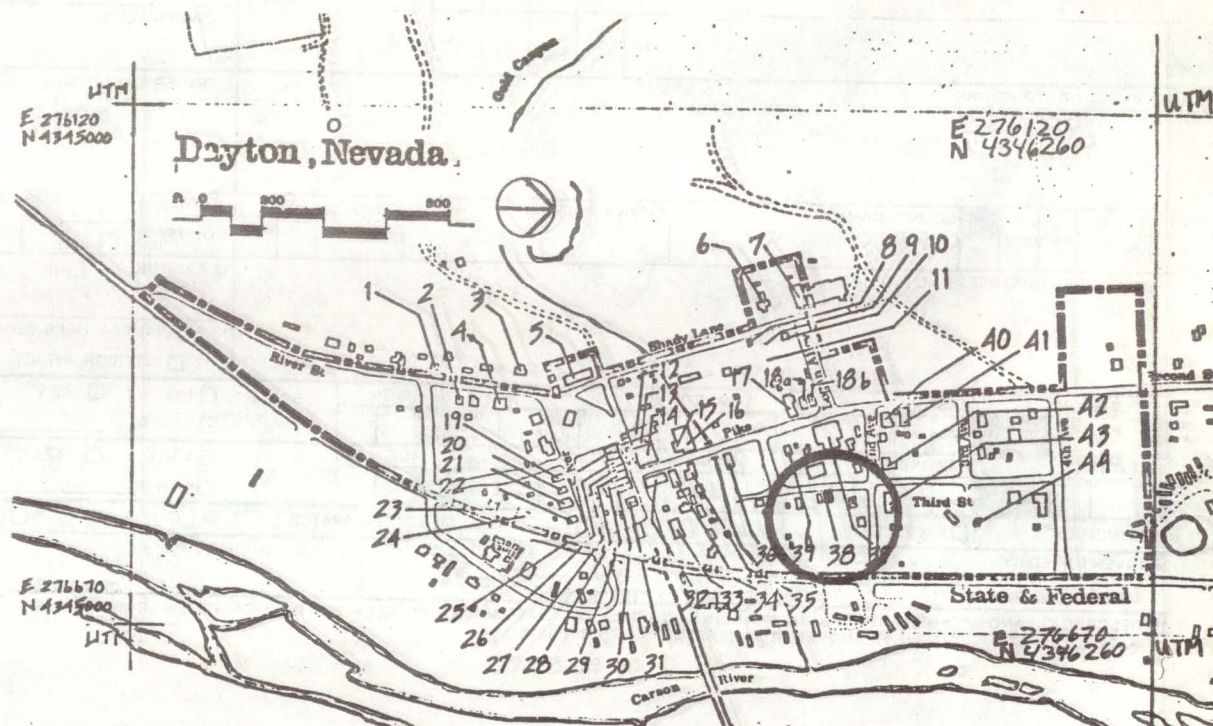 UTM
E 276120
N 4345000
Gold Canyon
UTM
E 276120
N 4346260
Dayton, Nevada.
0 800
6 7 8 9 10
11
1 2 3
4 5
Shady Lane
River St
40 41
12
13
14
15 16
17 18a 18b
Pike
Second St
42
43
44
19
20
21
22
23
24
Third St
36 39 38
E 276670
N 4345000
UTM
State & Federal
32 33 34 35
25
26
27 28 29 30 31
E 276670
N 4346260
UTM
Carson River